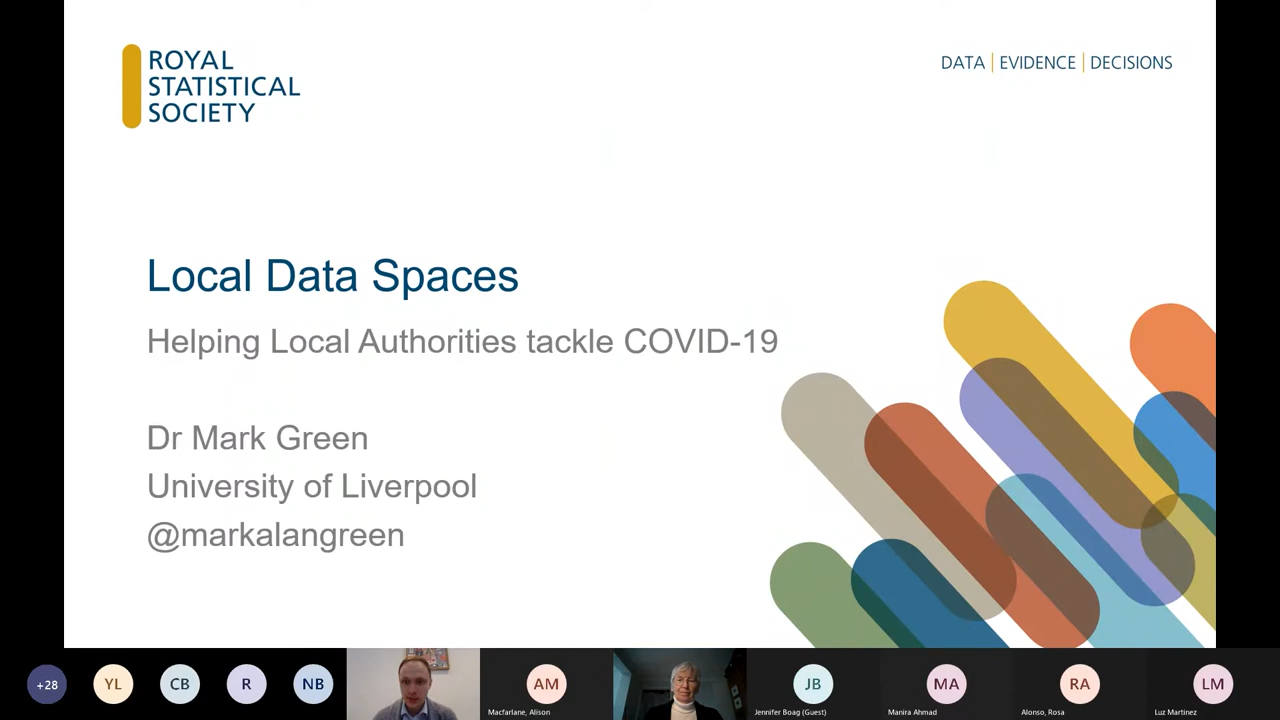 ROYAL
STATISTICAL
SOCIETY
DATA | EVIDENCE | DECISIONS
Local Data Spaces
Helping Local Authorities tackle COVID-19
Dr Mark Green
University of Liverpool
@markalangreen
+28
YL
CB
R
NB
AM
JB
MA
RA
LM
Macfarlane, Alison
Jennifer Boag (Guest)
Manira Ahmad
Alonso, Rosa
Luz Martinez